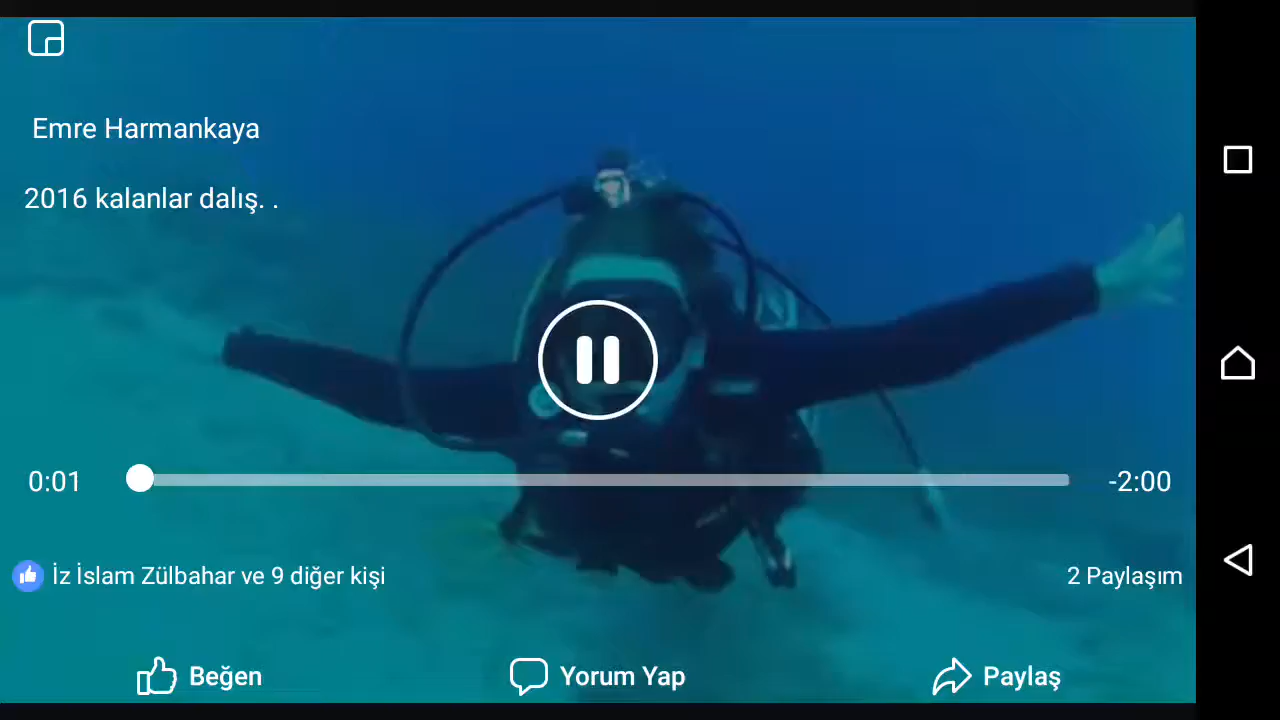 Emre Harmankaya
2016 kalanlar dalış. .
0:01
-2:00
İz İslam Zülbahar ve 9 diğer kişi
2 Paylaşım
Beğen
Yorum Yap
Paylaş